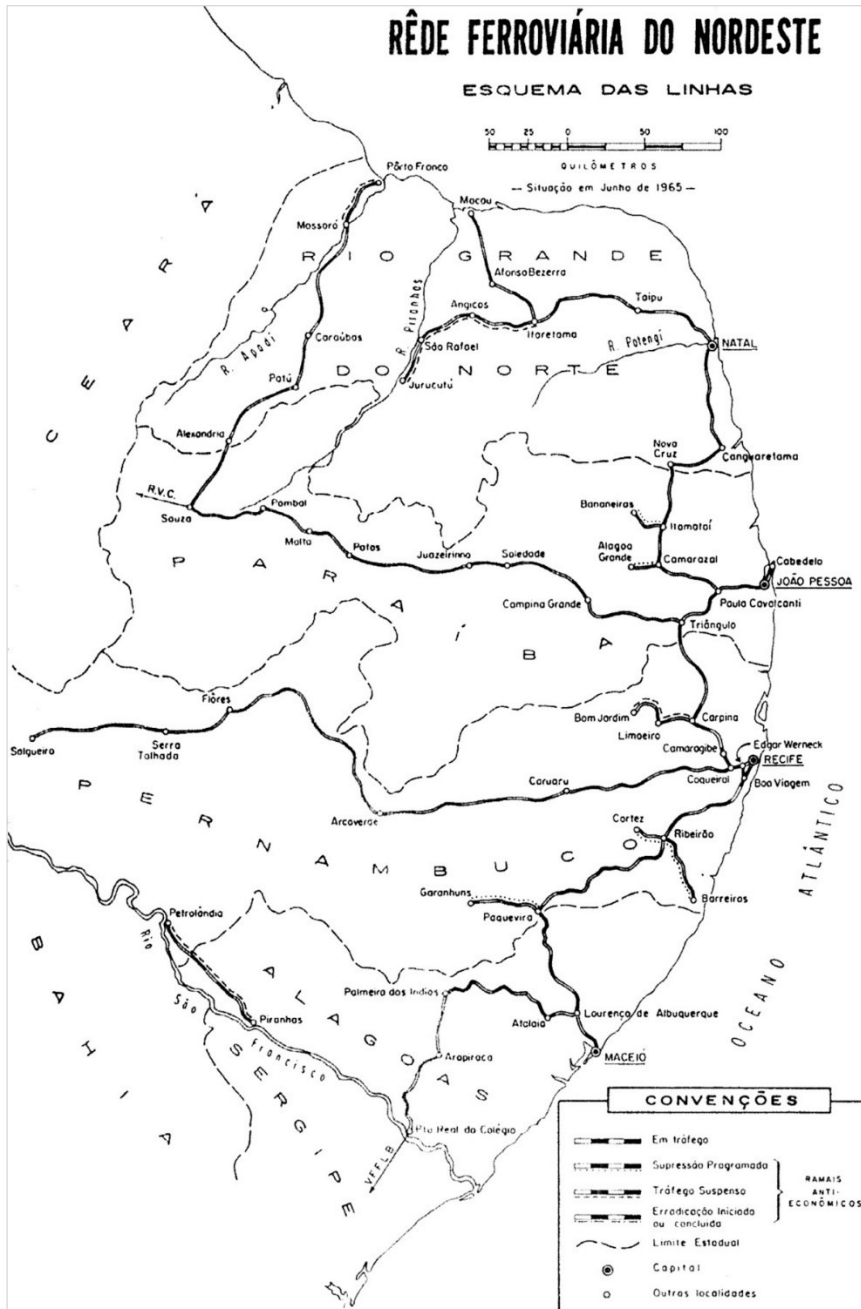 RÊDE FERROVIÁRIA DO NORDESTE
ESQUEMA DAS LINHAS
50 25 0 50 100
QUILÔMETROS
— Situação em Junho de 1965 —
Pôrto Franco
Macau
Mossoró
CEARÁ
RIO GRANDE
Afonso Bezerra
Angicos
Taipu
Itaretama
R. Piranhas
Caraúbas
R. Apodí
São Rafael
R. Potengi
NATAL
DO NORTE
Patú
Jurucutú
Alexandria
Nova
Cruz
Canguaretama
R.V.C.
Souza
Pombal
Bananeiras
Itamataí
Malta
Patos
Juazeirinho
Soledade
Alagoa
Grande
Camarazal
Cabedelo
JOÃO PESSOA
PARAÍBA
Campina Grande
Paula Cavalcanti
Triângulo
Flôres
Bom Jardim
Limoeiro
Carpina
Salgueiro
Serra
Talhada
Camaragibe
Edgar Werneck
RECIFE
Coqueiral
Boa Viagem
Caruaru
Arcoverde
PERNAMBUCO
Cortez
Ribeirão
Garanhuns
Barreiros
Paquevira
OCEANO ATLÂNTICO
Petrolândia
BAHIA
Rio São Francisco
ALAGOAS
Palmeira dos Índios
Piranhas
Atalaia
Lourenço de Albuquerque
SERGIPE
Arapiraca
MACEIÓ
Pto Real do Colégio
VFFLB
CONVENÇÕES
Em tráfego
Supressão Programada
Tráfego Suspenso
Erradicação Iniciada
ou concluida
RAMAIS
ANTI-
ECONÔMICOS
Limite Estadual
Capital
Outras localidades